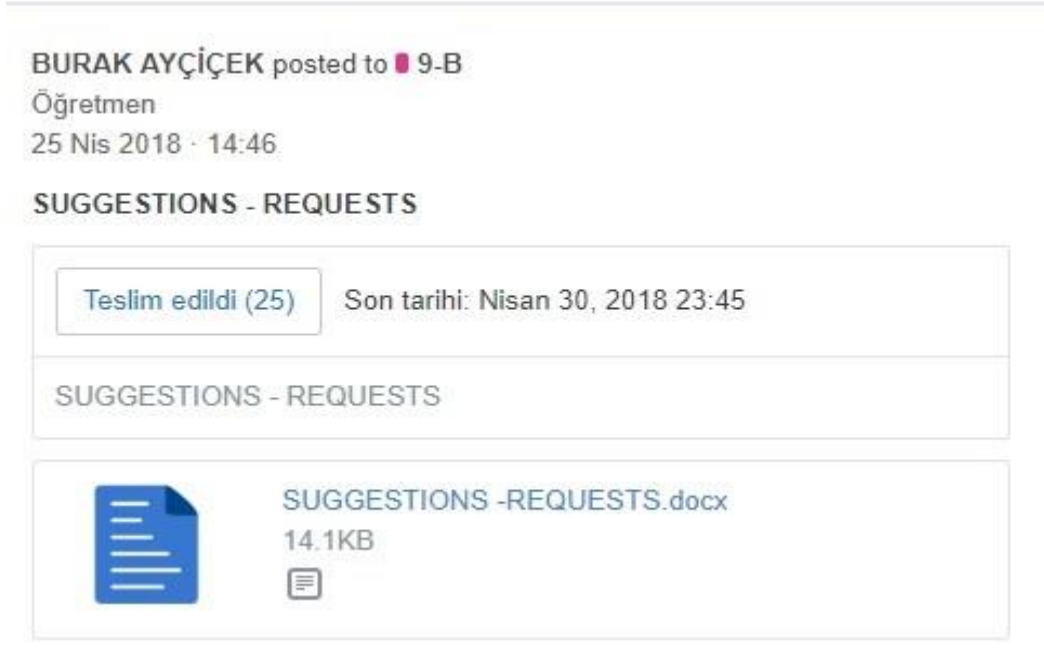 BURAK AYÇİÇEK posted to 9-B
Öğretmen
25 Nis 2018 · 14:46
SUGGESTIONS - REQUESTS
Teslim edildi (25) Son tarihi: Nisan 30, 2018 23:45
SUGGESTIONS - REQUESTS
SUGGESTIONS -REQUESTS.docx
14.1KB